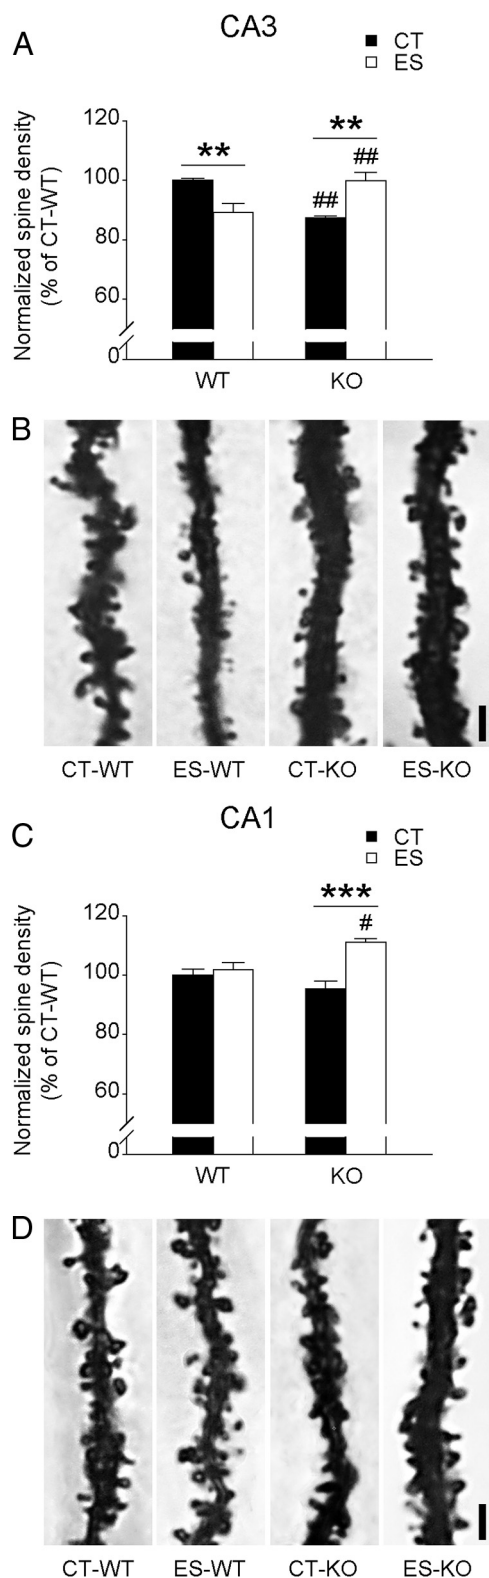 CA3
A
CT
ES
Normalized spine density
(% of CT-WT)
120
100
80
60
0
**
**
##
##
WT
KO
B
CT-WT
ES-WT
CT-KO
ES-KO
CA1
C
CT
ES
Normalized spine density
(% of CT-WT)
120
100
80
60
0
***
#
WT
KO
D
CT-WT
ES-WT
CT-KO
ES-KO